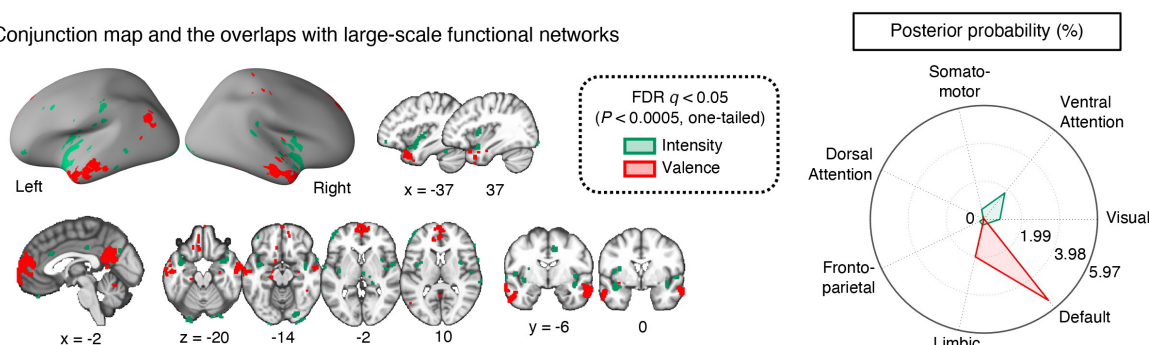 Conjunction map and the overlaps with large-scale functional networks
Left
Right
x = -37
37
FDR q < 0.05
(P < 0.0005, one-tailed)
Intensity
Valence
x = -2
z = -20
-14
-2
10
y = -6
0
Posterior probability (%)
Somato-
motor
Ventral
Attention
Dorsal
Attention
0
Visual
1.99
3.98
5.97
Fronto-
parietal
Default
Limbic